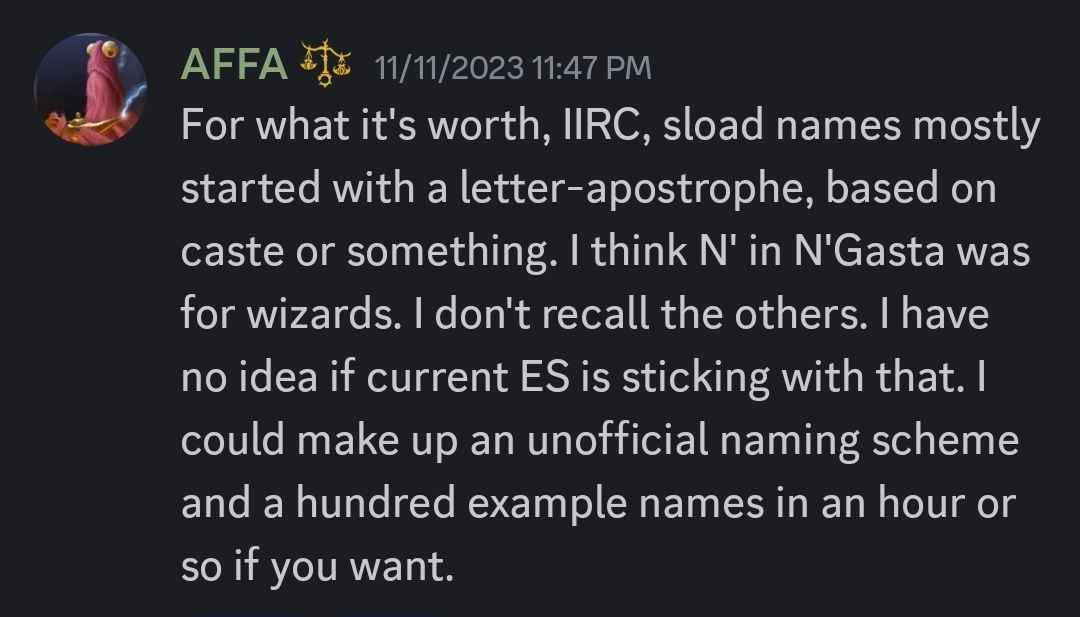 AFFA 11/11/2023 11:47 PM
For what it's worth, IIRC, sload names mostly
started with a letter-apostrophe, based on
caste or something. I think N' in N'Gasta was
for wizards. I don't recall the others. I have
no idea if current ES is sticking with that. I
could make up an unofficial naming scheme
and a hundred example names in an hour or
so if you want.